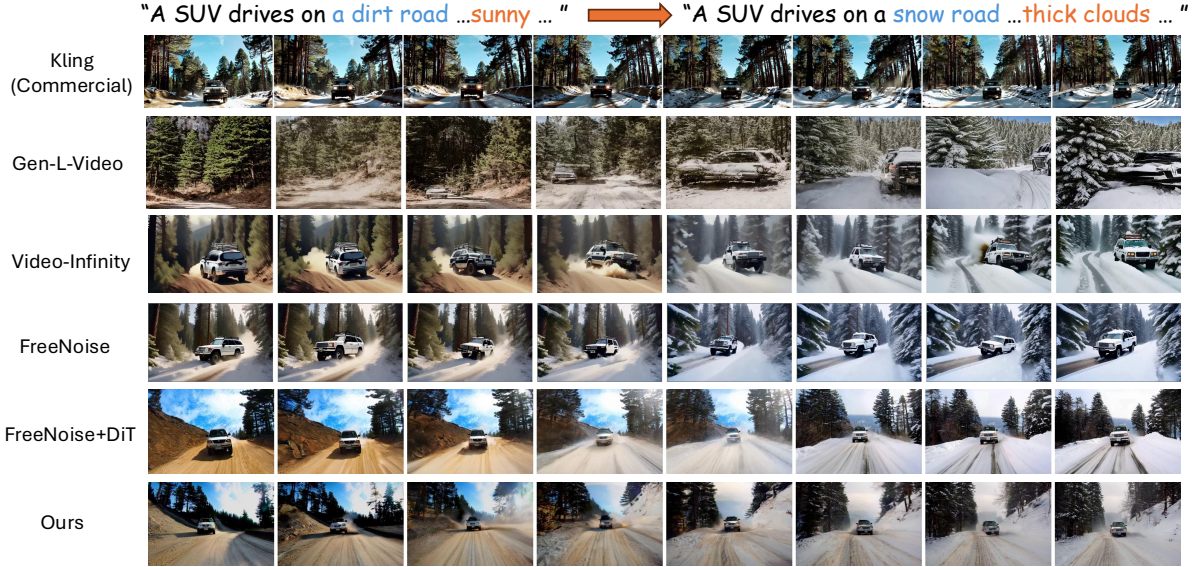 “A SUV drives on a dirt road ...sunny ... ” “A SUV drives on a snow road ...thick clouds ... ”
Kling
(Commercial)
Gen-L-Video
Video-Infinity
FreeNoise
FreeNoise+DiT
Ours